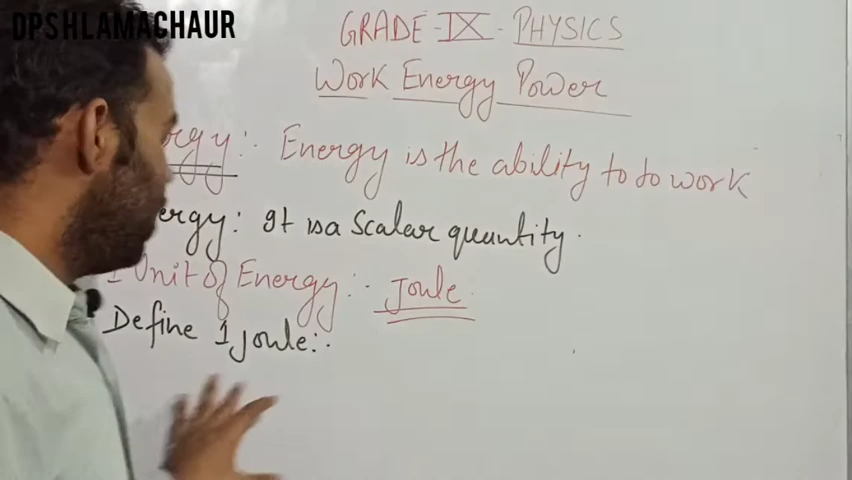 DPSHLAMACHAUR
GRADE-IX-PHYSICS
Work Energy Power
rgy:- Energy is the ability to do work
ergy: It is a Scalar quantity.
Unit of Energy:- Joule
Define 1 joule:-